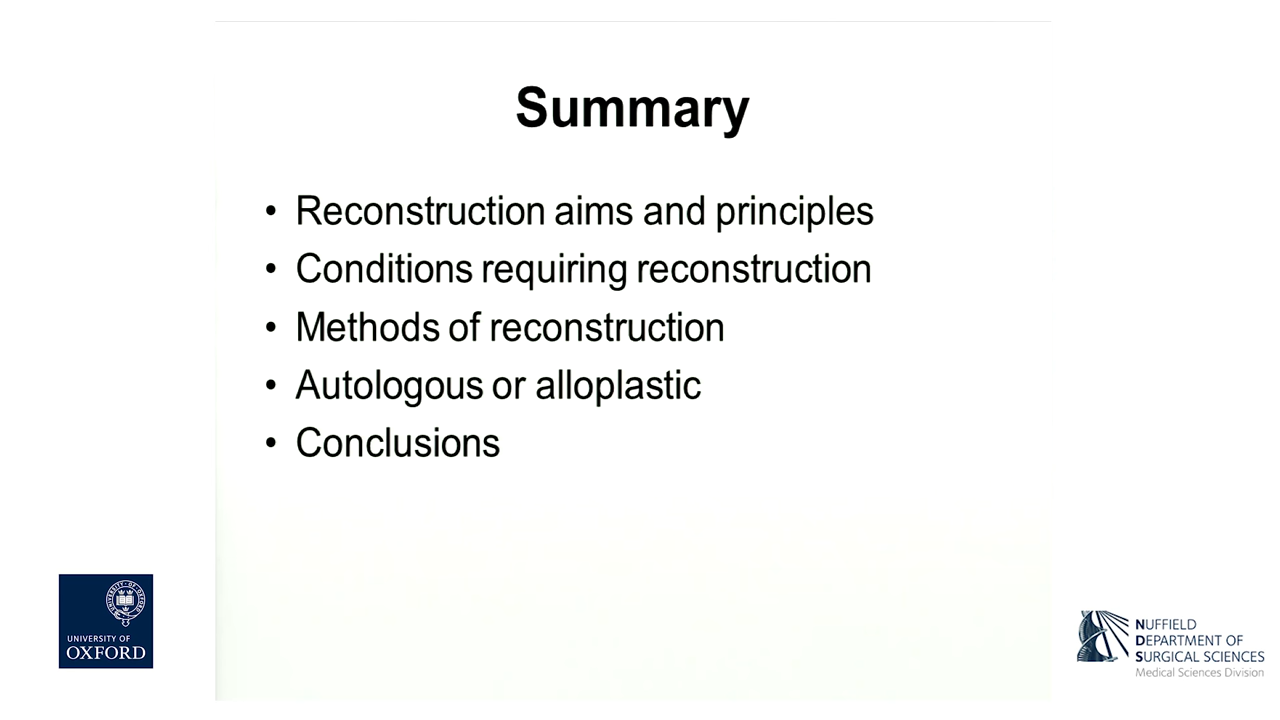 Summary
• Reconstruction aims and principles
• Conditions requiring reconstruction
• Methods of reconstruction
• Autologous or alloplastic
• Conclusions
UNIVERSITY OF
OXFORD
NUFFIELD
DEPARTMENT OF
SURGICAL SCIENCES
Medical Sciences Division